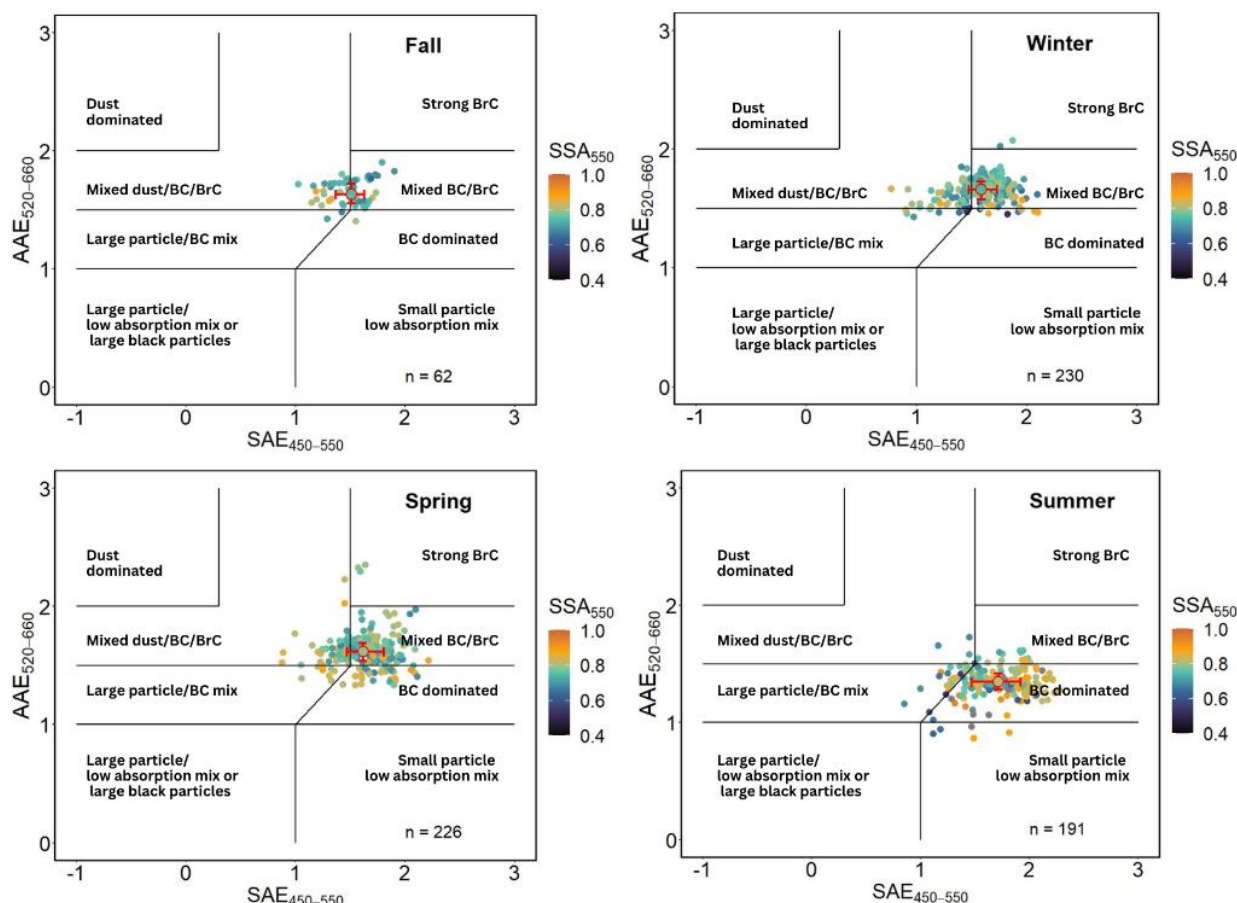 3
Fall
Dust
dominated
Strong BrC
2
Mixed dust/BC/BrC
Mixed BC/BrC
Large particle/BC mix
BC dominated
1
Large particle/
low absorption mix or
large black particles
Small particle
low absorption mix
n = 62
0
-1 0 1 2 3
SAE450–550
AAE520–660
SSA550
1.0
0.8
0.6
0.4
3
Winter
Dust
dominated
Strong BrC
2
Mixed dust/BC/BrC
Mixed BC/BrC
Large particle/BC mix
BC dominated
1
Large particle/
low absorption mix or
large black particles
Small particle
low absorption mix
n = 230
0
-1 0 1 2 3
SAE450–550
AAE520–660
SSA550
1.0
0.8
0.6
0.4
3
Spring
Dust
dominated
Strong BrC
2
Mixed dust/BC/BrC
Mixed BC/BrC
Large particle/BC mix
BC dominated
1
Large particle/
low absorption mix or
large black particles
Small particle
low absorption mix
n = 226
0
-1 0 1 2 3
SAE450–550
AAE520–660
SSA550
1.0
0.8
0.6
0.4
3
Summer
Dust
dominated
Strong BrC
2
Mixed dust/BC/BrC
Mixed BC/BrC
Large particle/BC mix
BC dominated
1
Large particle/
low absorption mix or
large black particles
Small particle
low absorption mix
n = 191
0
-1 0 1 2 3
SAE450–550
AAE520–660
SSA550
1.0
0.8
0.6
0.4